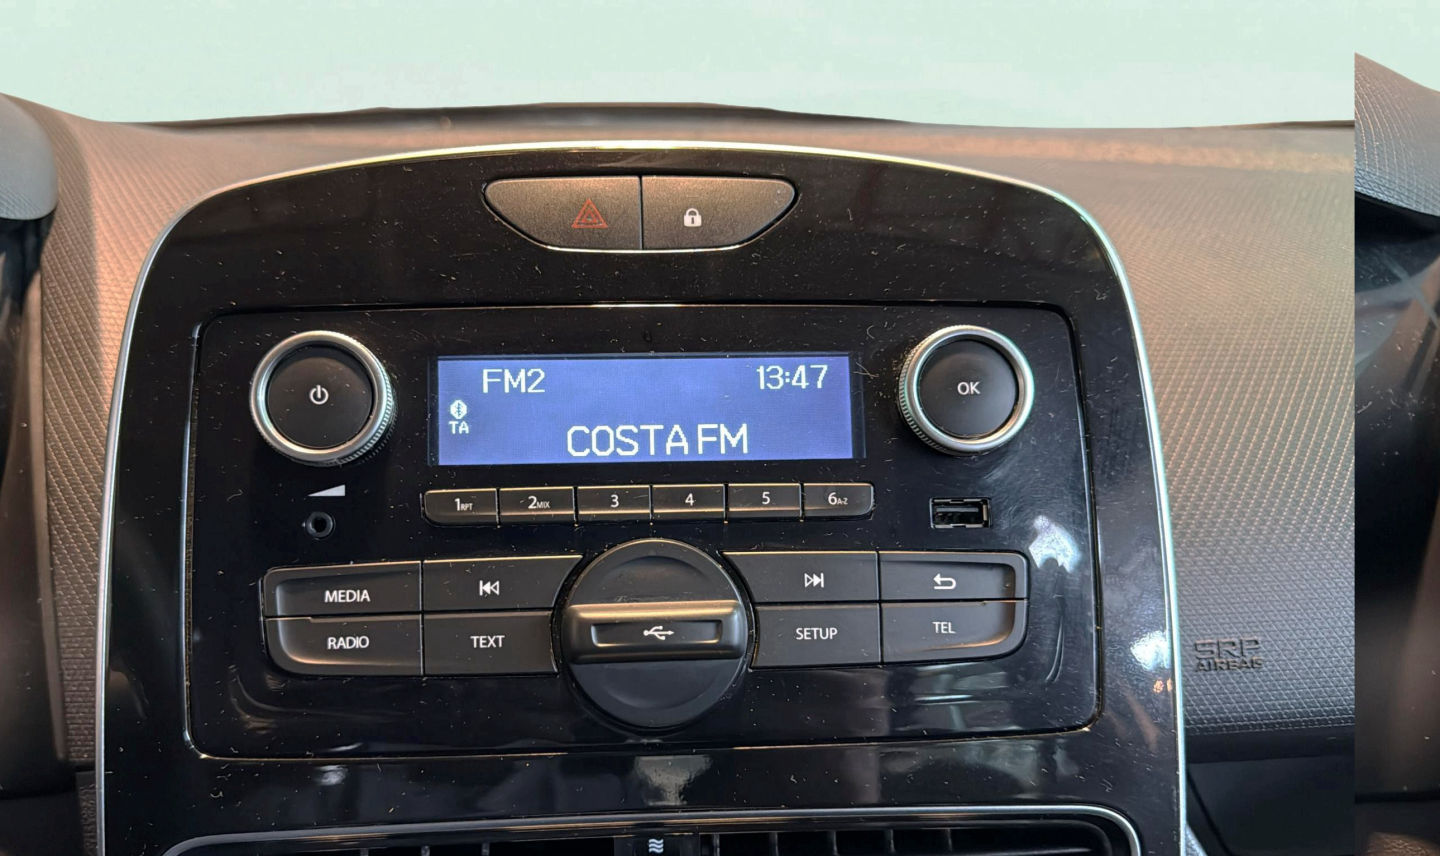 FM2 13:47
TA
COSTA FM
OK
1RPT 2MIX 3 4 5 6A-Z
MEDIA
RADIO TEXT SETUP TEL
SRP
AIRBAG